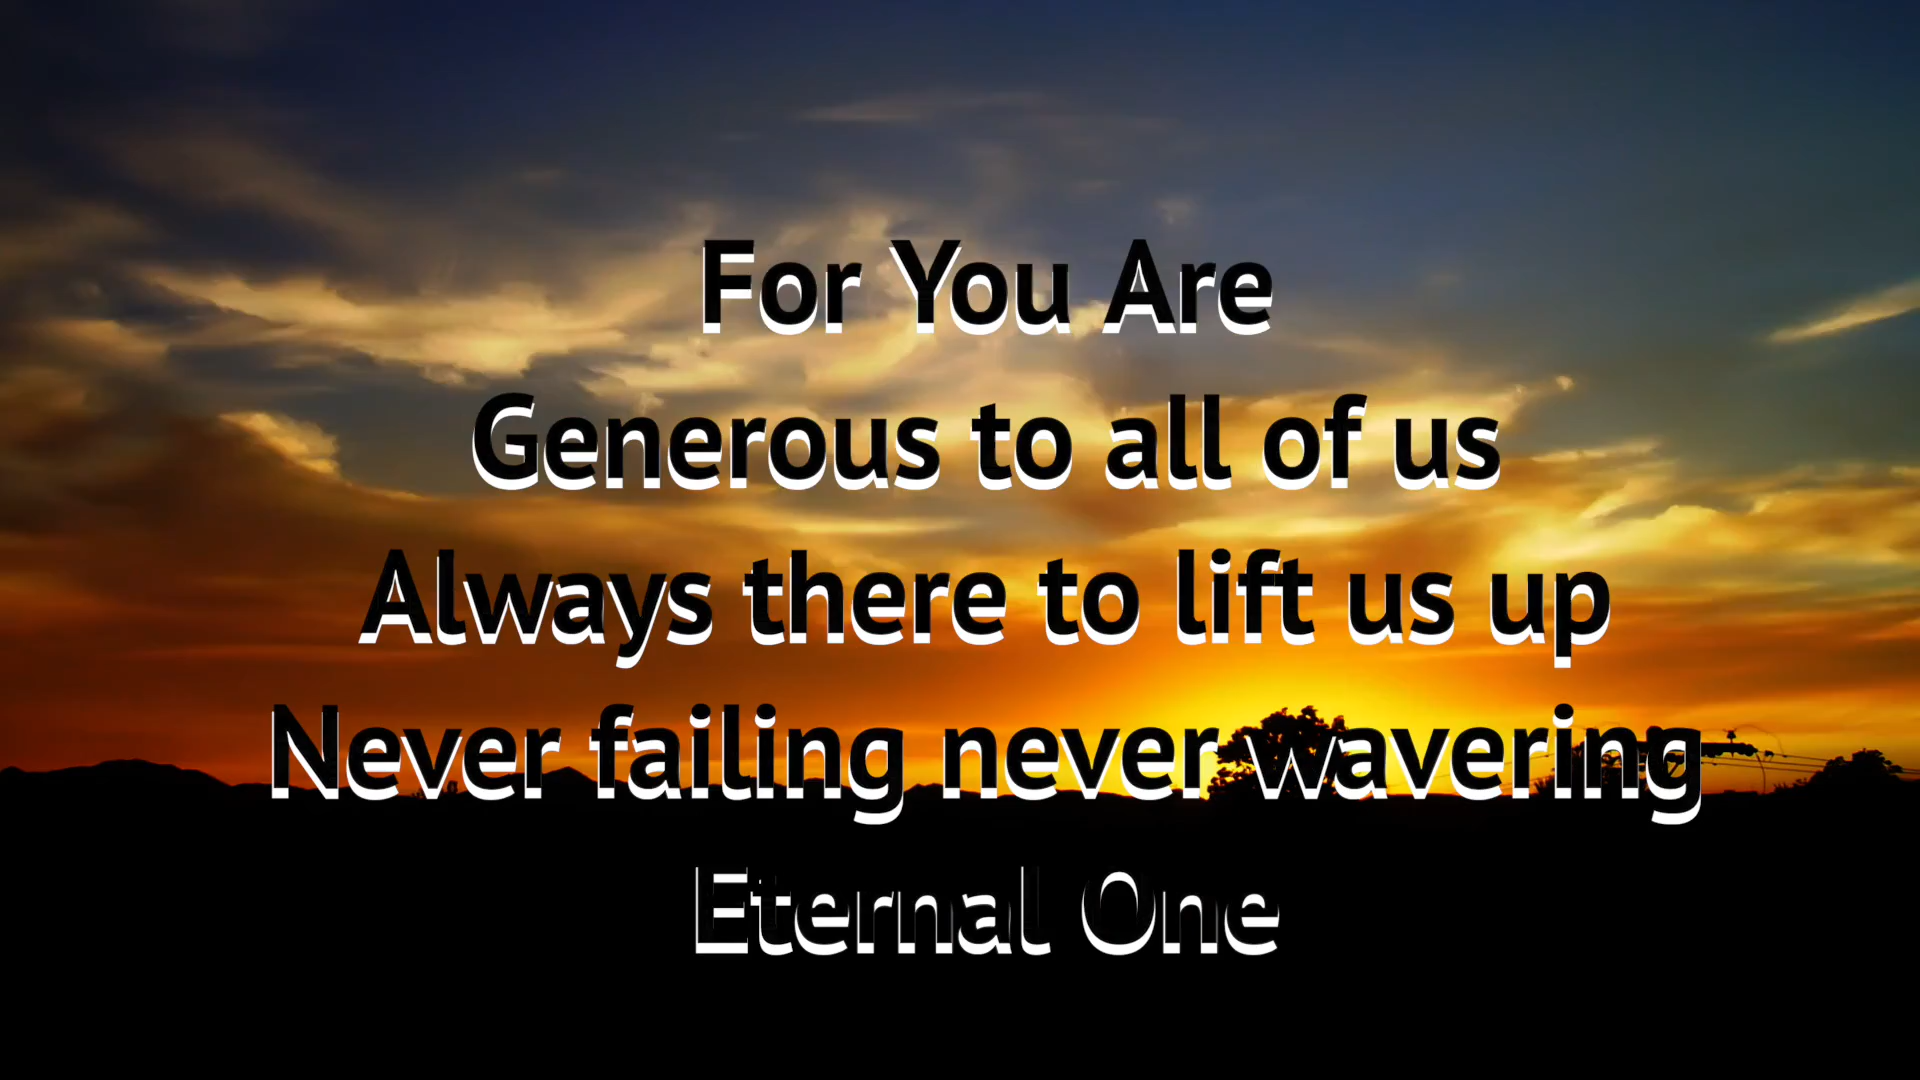 For You Are
Generous to all of us
Always there to lift us up
Never failing never wavering
Eternal One